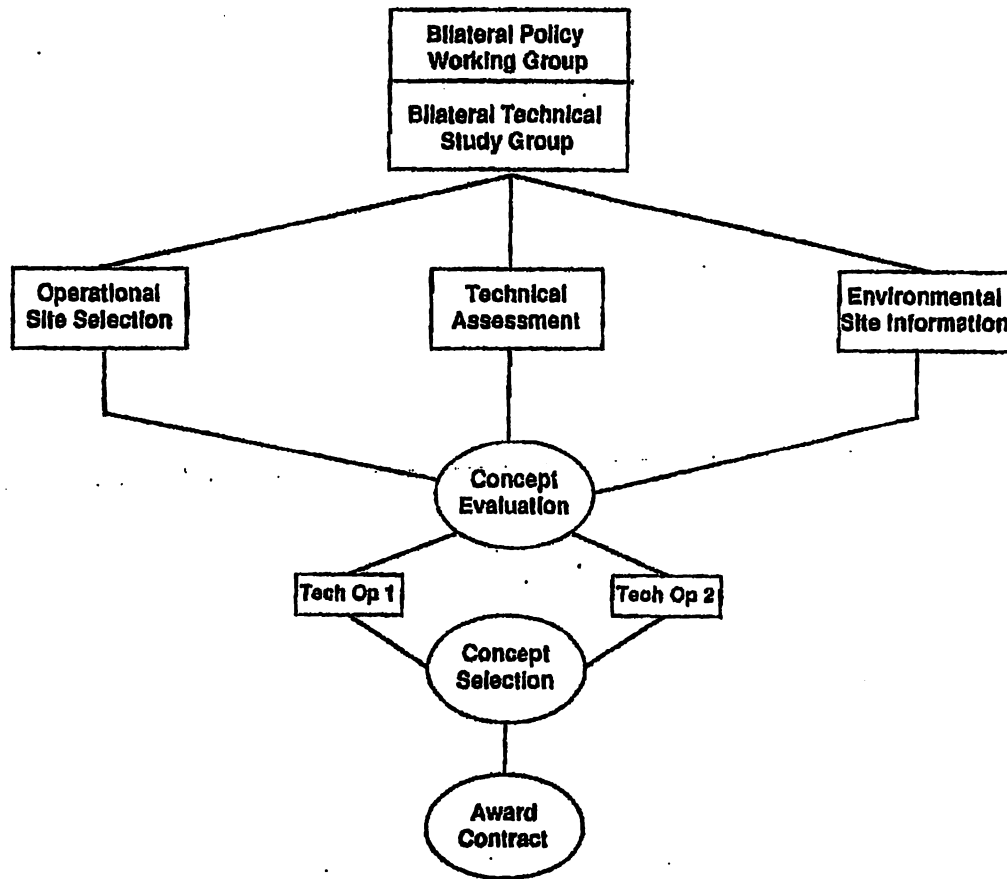 Bilateral Policy
Working Group
Bilateral Technical
Study Group
Operational
Site Selection
Technical
Assessment
Environmental
Site Information
Concept
Evaluation
Tech Op 1
Tech Op 2
Concept
Selection
Award
Contract